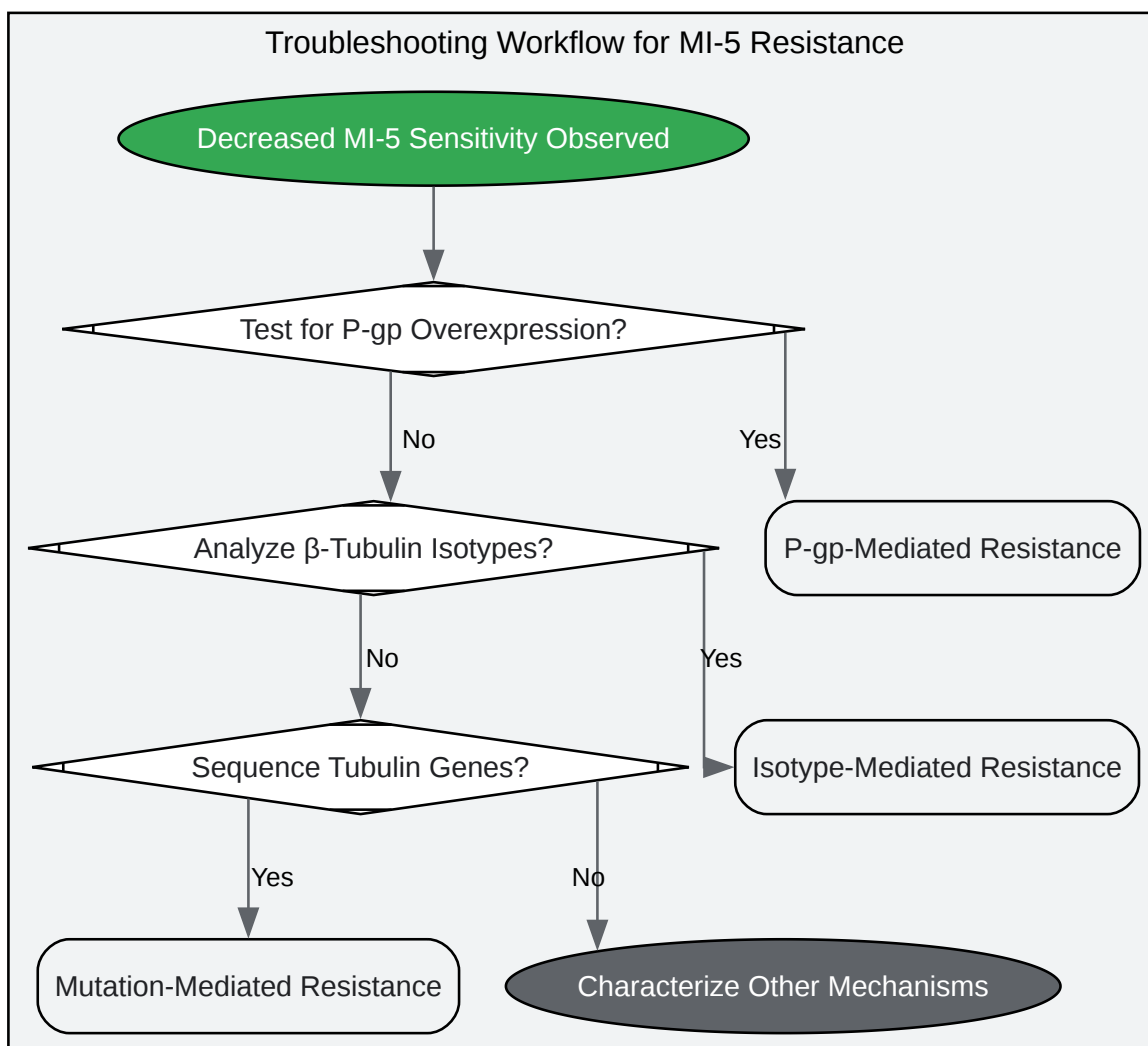 Troubleshooting Workflow for MI-5 Resistance
Decreased MI-5 Sensitivity Observed
Test for P-gp Overexpression?
No
Yes
Analyze β-Tubulin Isotypes?
P-gp-Mediated Resistance
No
Yes
Sequence Tubulin Genes?
Isotype-Mediated Resistance
Yes
No
Mutation-Mediated Resistance
Characterize Other Mechanisms